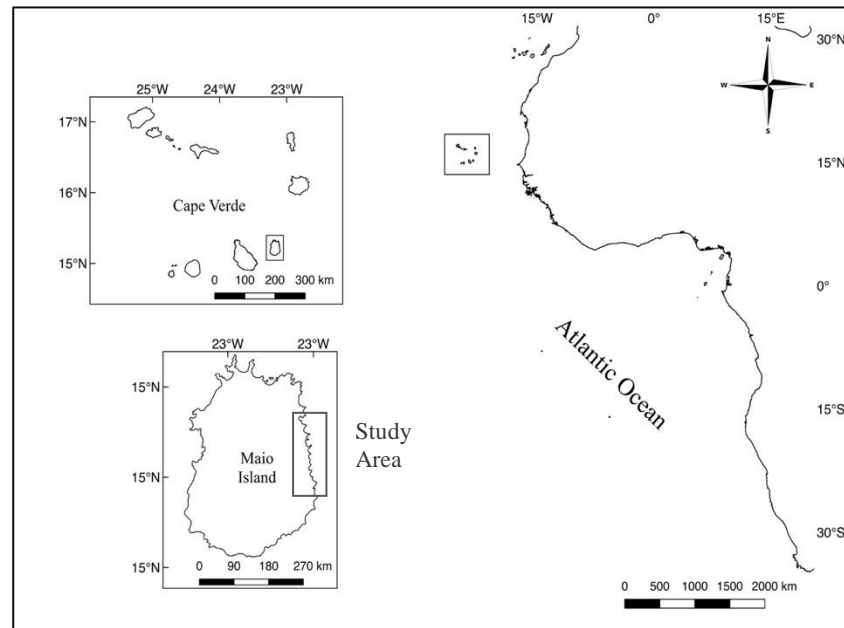 15°W 0° 15°E
30°N
N
W E
S
15°N
0°
15°S
30°S
Atlantic Ocean
0 500 1000 1500 2000 km
25°W 24°W 23°W
17°N
16°N
15°N
Cape Verde
0 100 200 300 km
23°W 23°W
15°N
15°N
15°N
Maio
Island
Study
Area
0 90 180 270 km